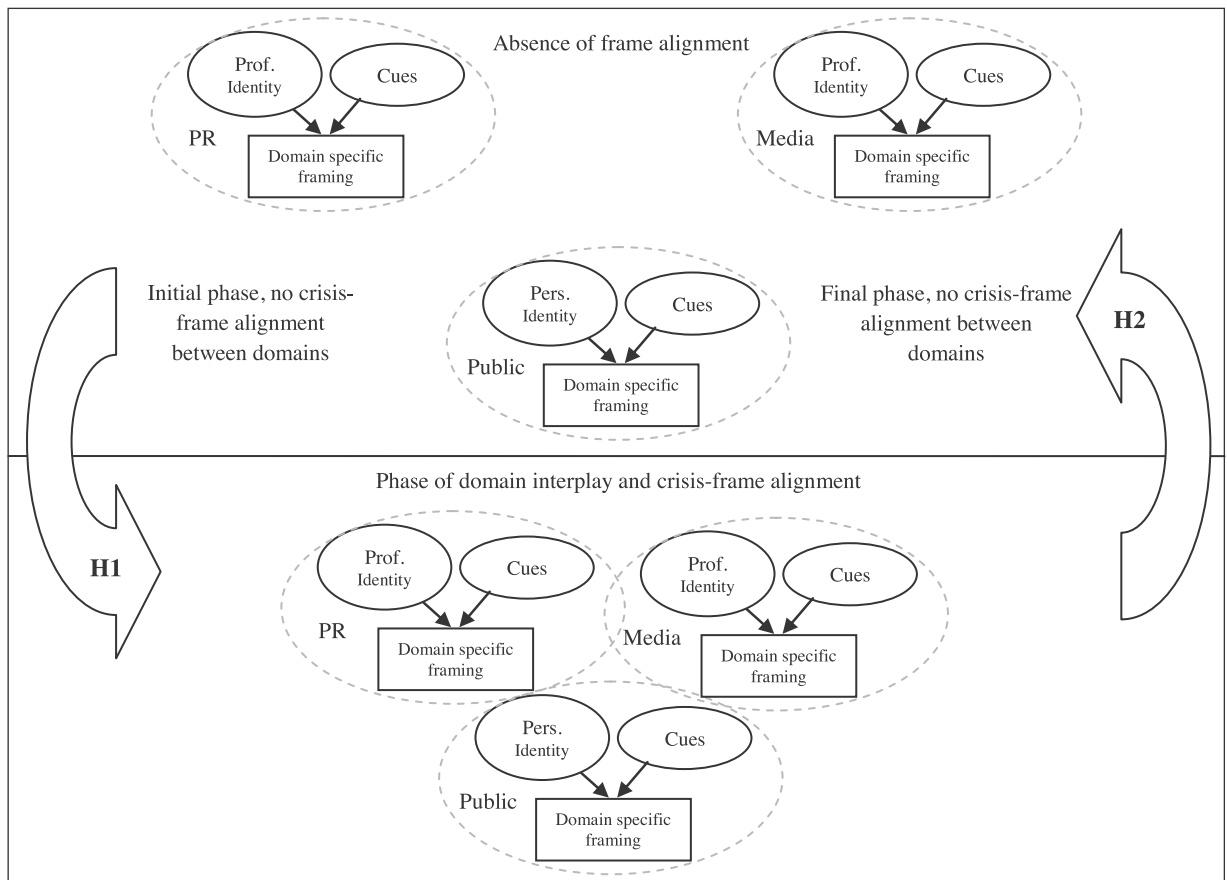 Absence of frame alignment
Prof.
Identity
Cues
PR
Domain specific
framing
Prof.
Identity
Cues
Media
Domain specific
framing
Initial phase, no crisis-
frame alignment
between domains
Pers.
Identity
Cues
Public
Domain specific
framing
Final phase, no crisis-frame
alignment between
domains
H2
Phase of domain interplay and crisis-frame alignment
H1
Prof.
Identity
Cues
PR
Domain specific
framing
Prof.
Identity
Cues
Media
Domain specific
framing
Pers.
Identity
Cues
Public
Domain specific
framing